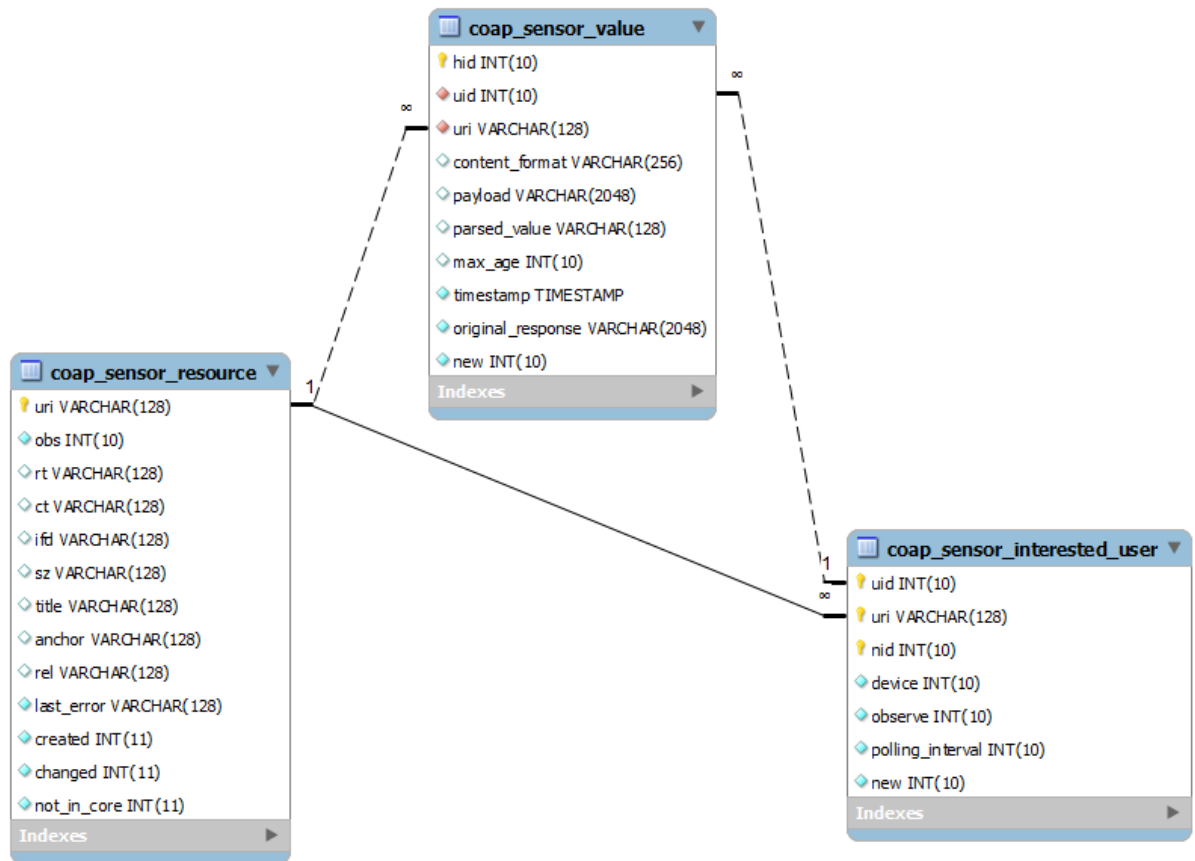 coap_sensor_value
hid INT(10)
uid INT(10)
uri VARCHAR(128)
content_format VARCHAR(256)
payload VARCHAR(2048)
parsed_value VARCHAR(128)
max_age INT(10)
timestamp TIMESTAMP
original_response VARCHAR(2048)
new INT(10)
Indexes
∞
∞
coap_sensor_resource
1
uri VARCHAR(128)
obs INT(10)
rt VARCHAR(128)
ct VARCHAR(128)
ifd VARCHAR(128)
sz VARCHAR(128)
title VARCHAR(128)
anchor VARCHAR(128)
rel VARCHAR(128)
last_error VARCHAR(128)
created INT(11)
changed INT(11)
not_in_core INT(11)
Indexes
coap_sensor_interested_user
1
∞
uid INT(10)
uri VARCHAR(128)
nid INT(10)
device INT(10)
observe INT(10)
polling_interval INT(10)
new INT(10)
Indexes